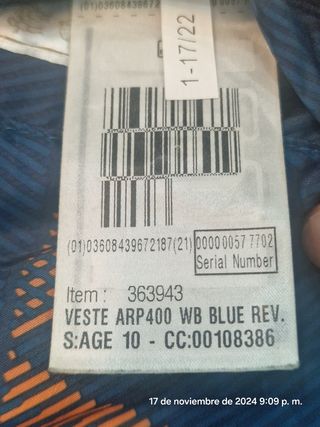 (01)03608439672
1-17/22
(01)03608439672187(21)
00000057 7702
Serial Number
Item : 363943
VESTE ARP400 WB BLUE REV.
S:AGE 10 - CC:00108386
17 de noviembre de 2024 9:09 p. m.